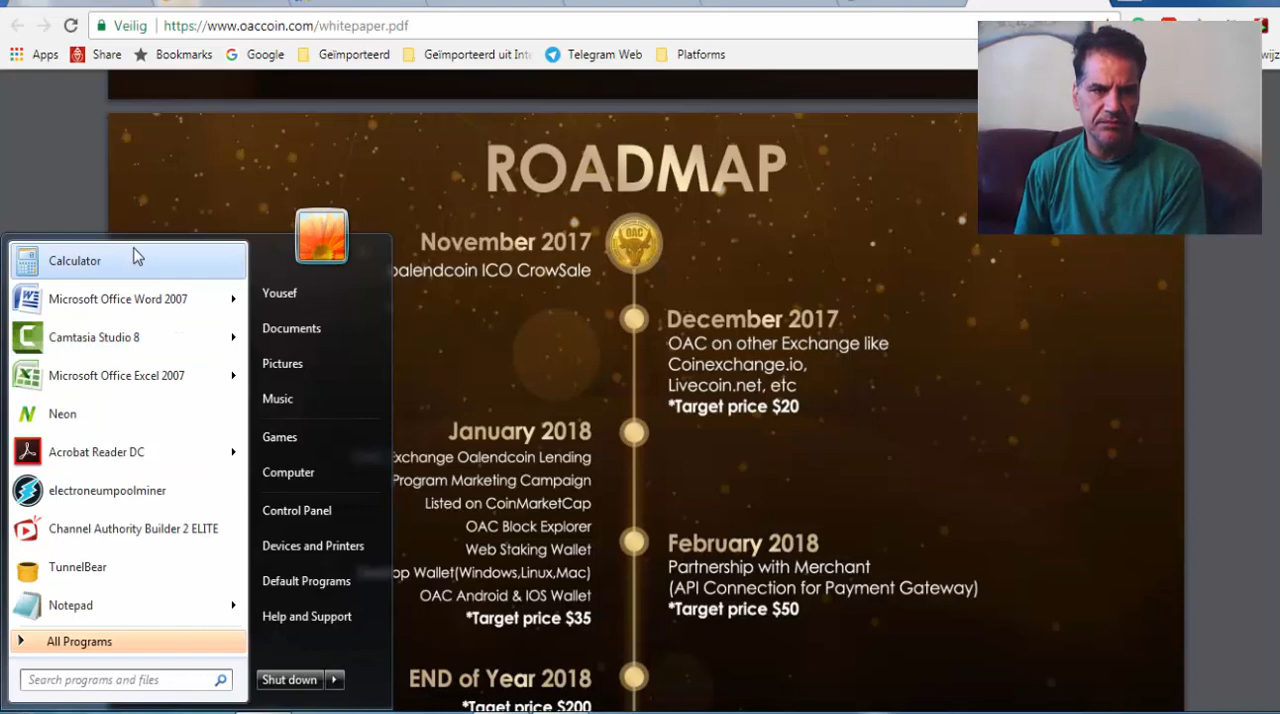 Veilig
https://www.oaccoin.com/whitepaper.pdf
Apps
Share
Bookmarks
Google
Geïmporteerd
Geïmporteerd uit
Telegram Web
Platforms
ROADMAP
OAC
November 2017
oalendcoin ICO CrowSale
December 2017
OAC on other Exchange like
Coinexchange.io,
Livecoin.net, etc
*Target price $20
January 2018
Exchange Oalendcoin Lending
Program Marketing Campaign
Listed on CoinMarketCap
OAC Block Explorer
Web Staking Wallet
Wallet(Windows,Linux,Mac)
OAC Android & IOS Wallet
*Target price $35
February 2018
Partnership with Merchant
(API Connection for Payment Gateway)
*Target price $50
END of Year 2018
*Taget price $200
Calculator
Microsoft Office Word 2007
Camtasia Studio 8
Microsoft Office Excel 2007
Neon
Acrobat Reader DC
electroneumpoolminer
Channel Authority Builder 2 ELITE
TunnelBear
Notepad
All Programs
Search programs and files
Yousef
Documents
Pictures
Music
Games
Computer
Control Panel
Devices and Printers
Default Programs
Help and Support
Shut down